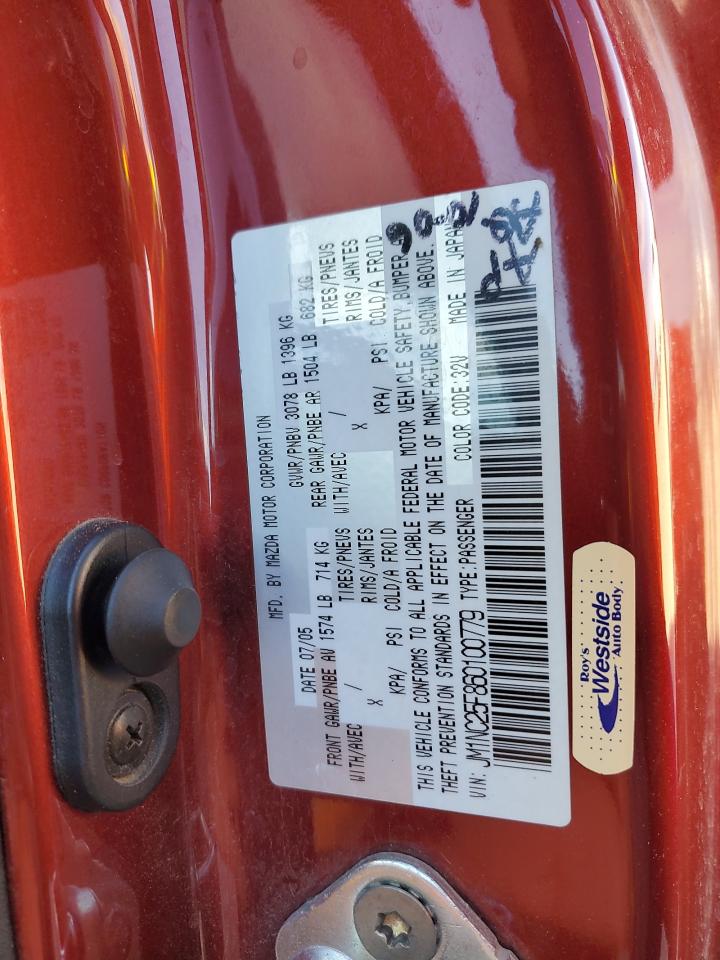 MFD. BY MAZDA MOTOR CORPORATION
DATE 07/05 GVWR/PNBV 3078 LB 1396 KG
FRONT GAWR/PNBE AV 1574 LB 714 KG REAR GAWR/PNBE AR 1504 LB 682 KG
WITH/AVEC / TIRES/PNEUS WITH/AVEC / TIRES/PNEUS
X RIMS/JANTES X RIMS/JANTES
KPA/ PSI COLD/A FROID KPA/ PSI COLD/A FROID
THIS VEHICLE CONFORMS TO ALL APPLICABLE FEDERAL MOTOR VEHICLE SAFETY, BUMPER,
THEFT PREVENTION STANDARDS IN EFFECT ON THE DATE OF MANUFACTURE SHOWN ABOVE.
VIN: JM1NC25F860100779 TYPE:PASSENGER COLOR CODE:32V MADE IN JAPAN
Roy's
Westside
Auto Body